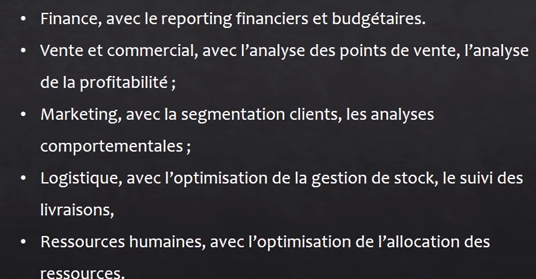 • Finance, avec le reporting financiers et budgétaires.
• Vente et commercial, avec l'analyse des points de vente, l'analyse
de la profitabilité ;
• Marketing, avec la segmentation clients, les analyses
comportementales ;
• Logistique, avec l'optimisation de la gestion de stock, le suivi des
livraisons,
• Ressources humaines, avec l'optimisation de l'allocation des
ressources.